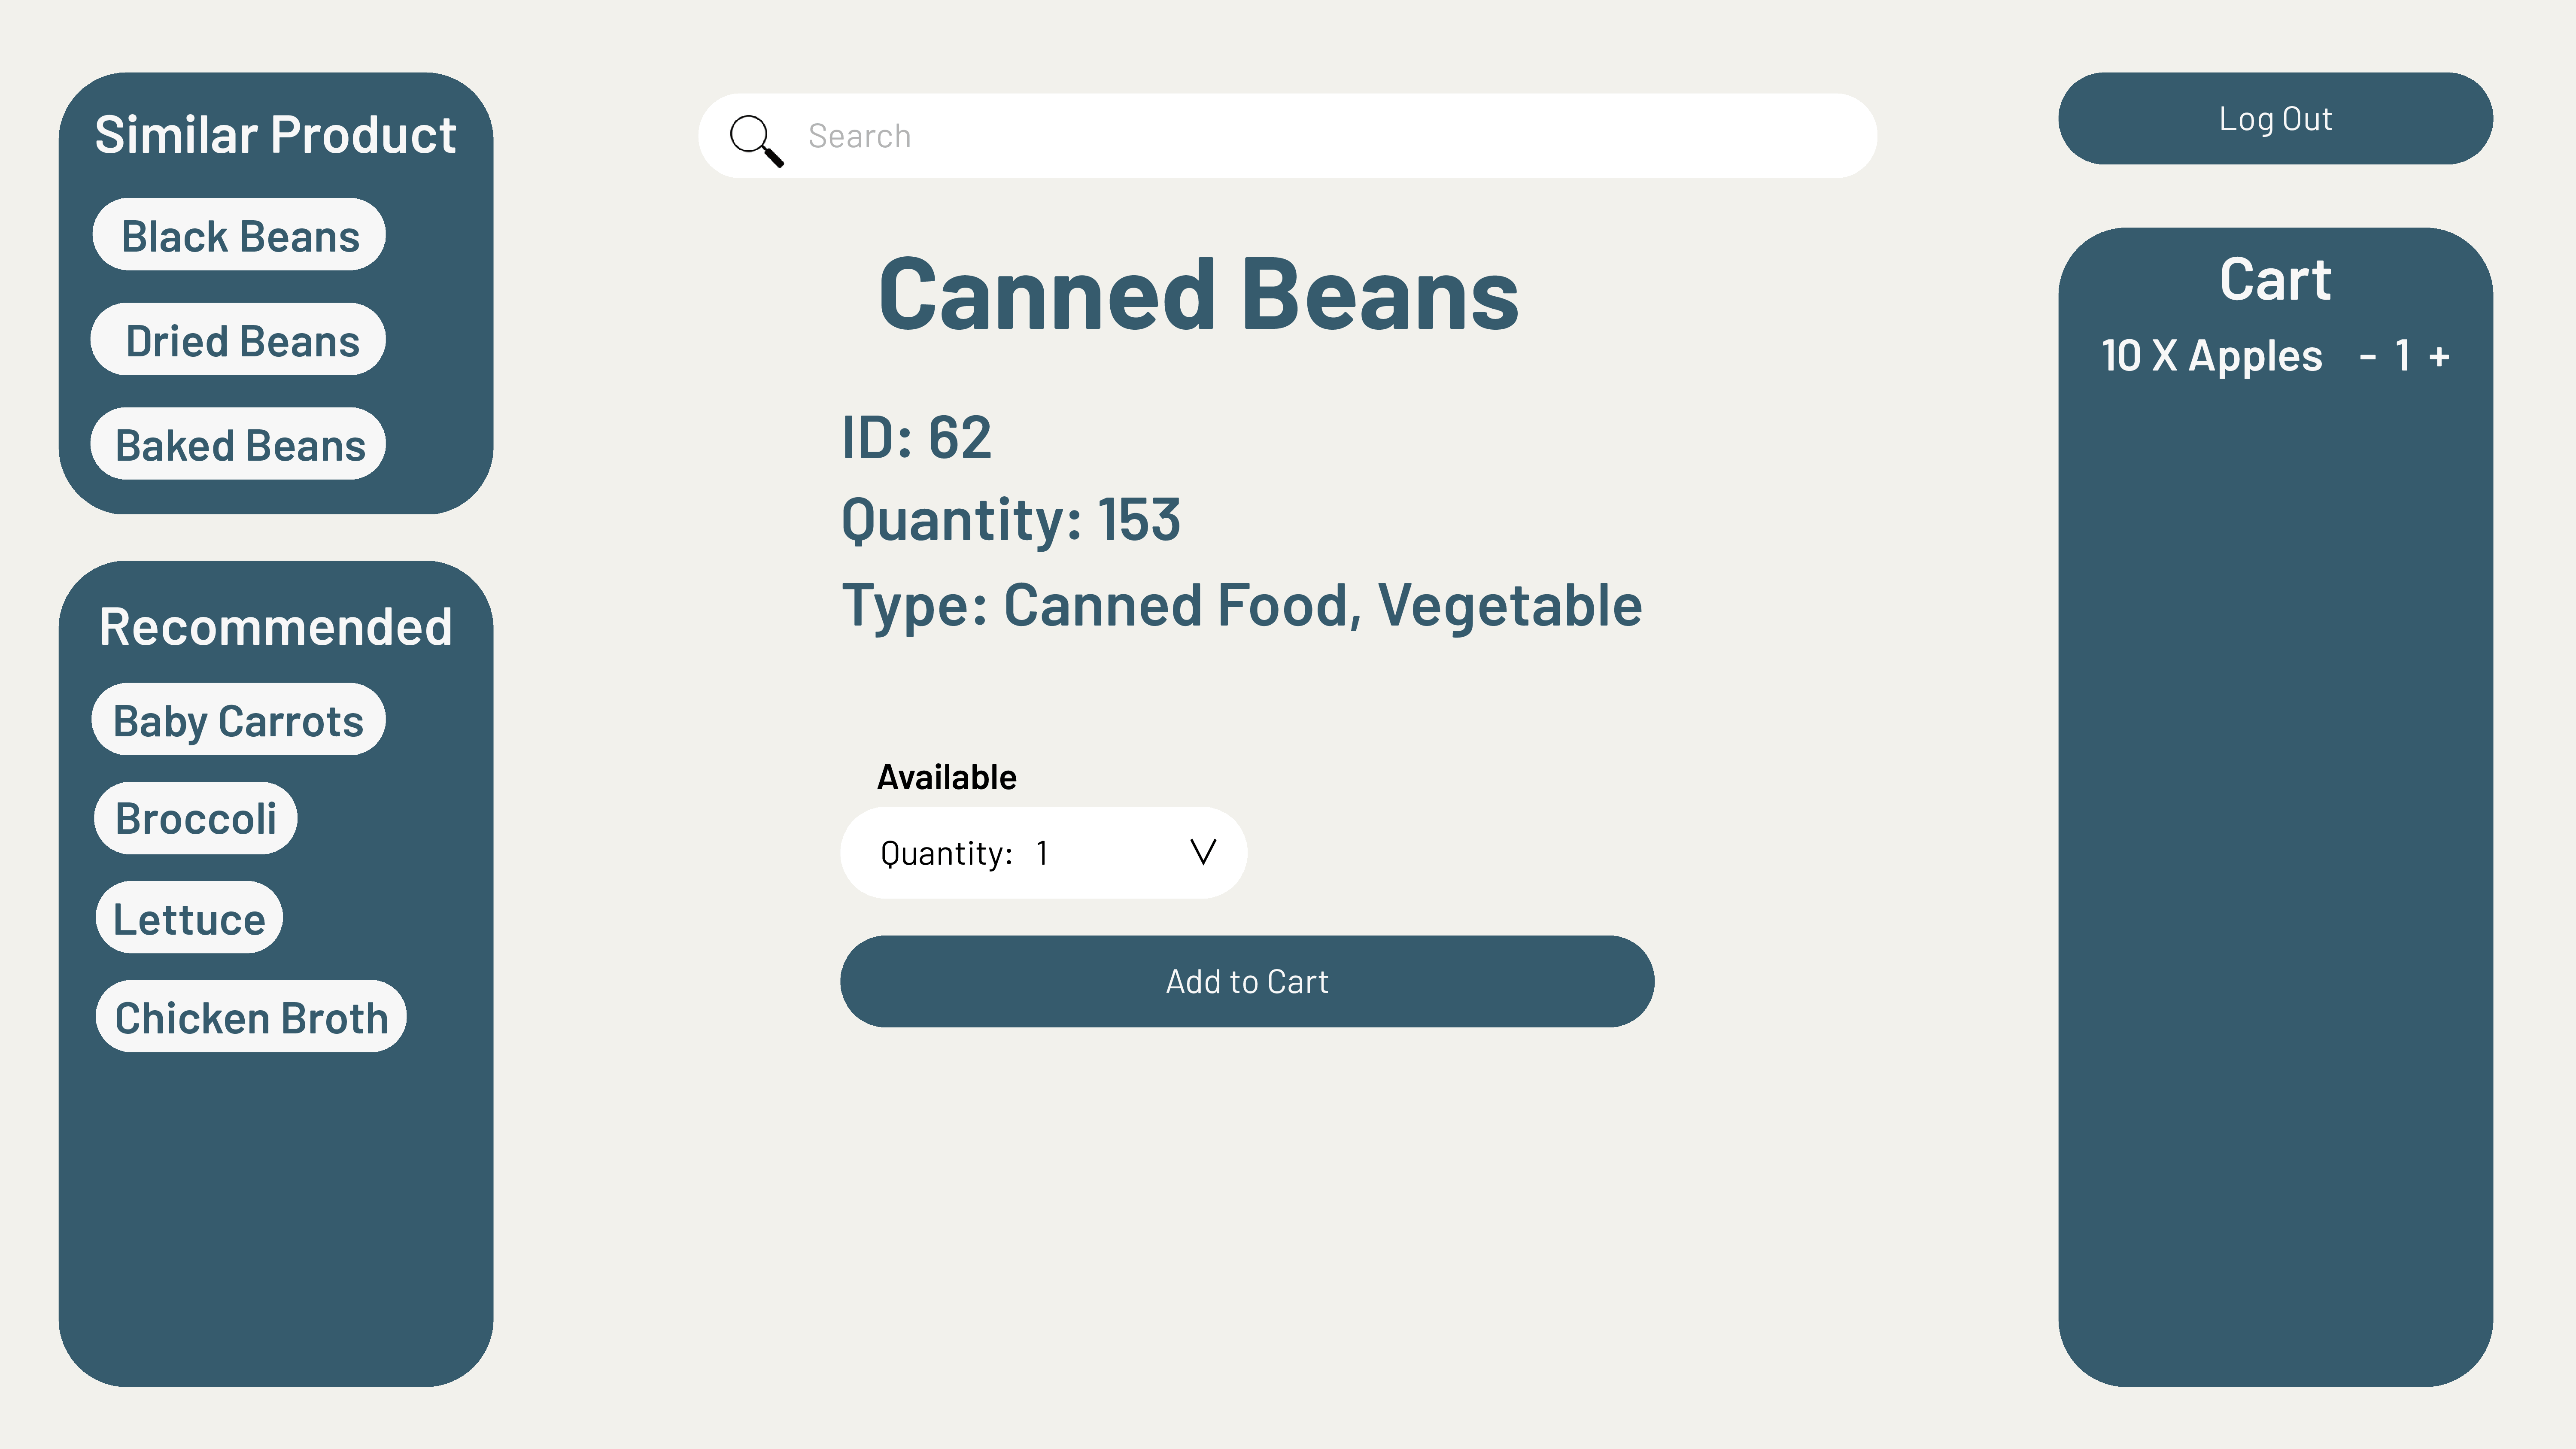 Similar Product
Black Beans
Dried Beans
Baked Beans
Recommended
Baby Carrots
Broccoli
Lettuce
Chicken Broth
Search
Canned Beans
ID: 62
Quantity: 153
Type: Canned Food, Vegetable
Available
Quantity: 1 V
Add to Cart
Log Out
Cart
10 X Apples - 1 +